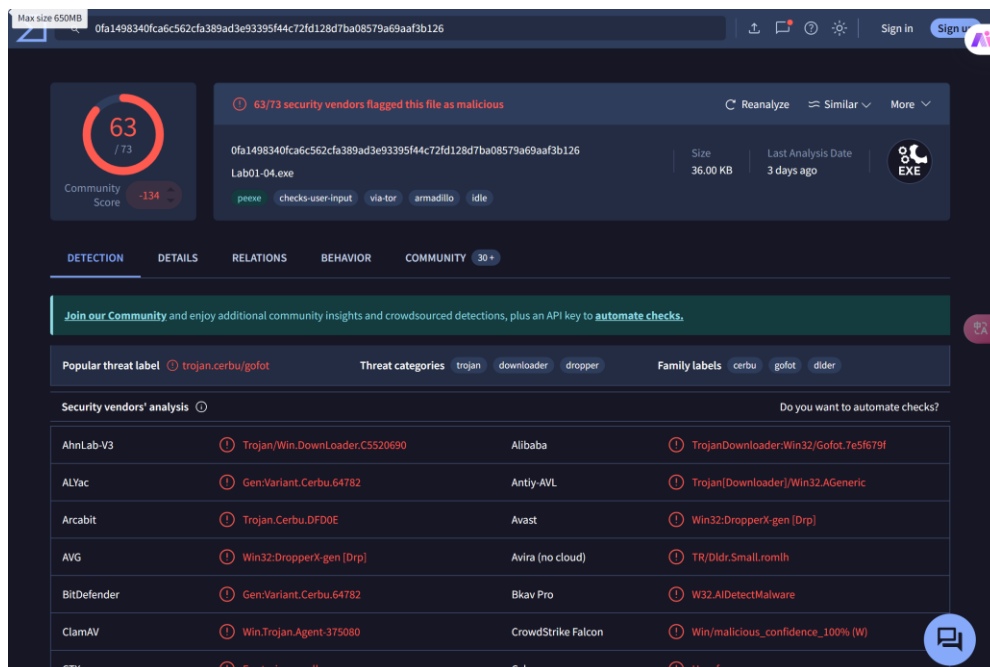 Max size 650MB
0fa1498340fca6c562cfa389ad3e93395f44c72fd128d7ba08579a69aaf3b126
Sign in
Sign u
63
/ 73
Community
Score
-134
63/73 security vendors flagged this file as malicious
Reanalyze
Similar
More
0fa1498340fca6c562cfa389ad3e93395f44c72fd128d7ba08579a69aaf3b126
Lab01-04.exe
peexe
checks-user-input
via-tor
armadillo
idle
Size
36.00 KB
Last Analysis Date
3 days ago
EXE
DETECTION
DETAILS
RELATIONS
BEHAVIOR
COMMUNITY
30+
Join our Community and enjoy additional community insights and crowdsourced detections, plus an API key to automate checks.
Popular threat label
trojan.cerbu/gofot
Threat categories
trojan
downloader
dropper
Family labels
cerbu
gofot
dlder
Security vendors' analysis
Do you want to automate checks?
AhnLab-V3
Trojan/Win.DownLoader.C5520690
Alibaba
TrojanDownloader:Win32/Gofot.7e5f679f
ALYac
Gen:Variant.Cerbu.64782
Antiy-AVL
Trojan[Downloader]/Win32.AGeneric
Arcabit
Trojan.Cerbu.DFD0E
Avast
Win32:DropperX-gen [Drp]
AVG
Win32:DropperX-gen [Drp]
Avira (no cloud)
TR/Dldr.Small.romlh
BitDefender
Gen:Variant.Cerbu.64782
Bkav Pro
W32.AIDetectMalware
ClamAV
Win.Trojan.Agent-375080
CrowdStrike Falcon
Win/malicious_confidence_100% (W)